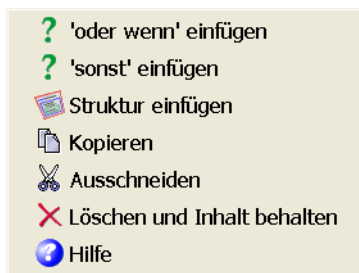 'oder wenn' einfügen
'sonst' einfügen
Struktur einfügen
Kopieren
Ausschneiden
Löschen und Inhalt behalten
Hilfe